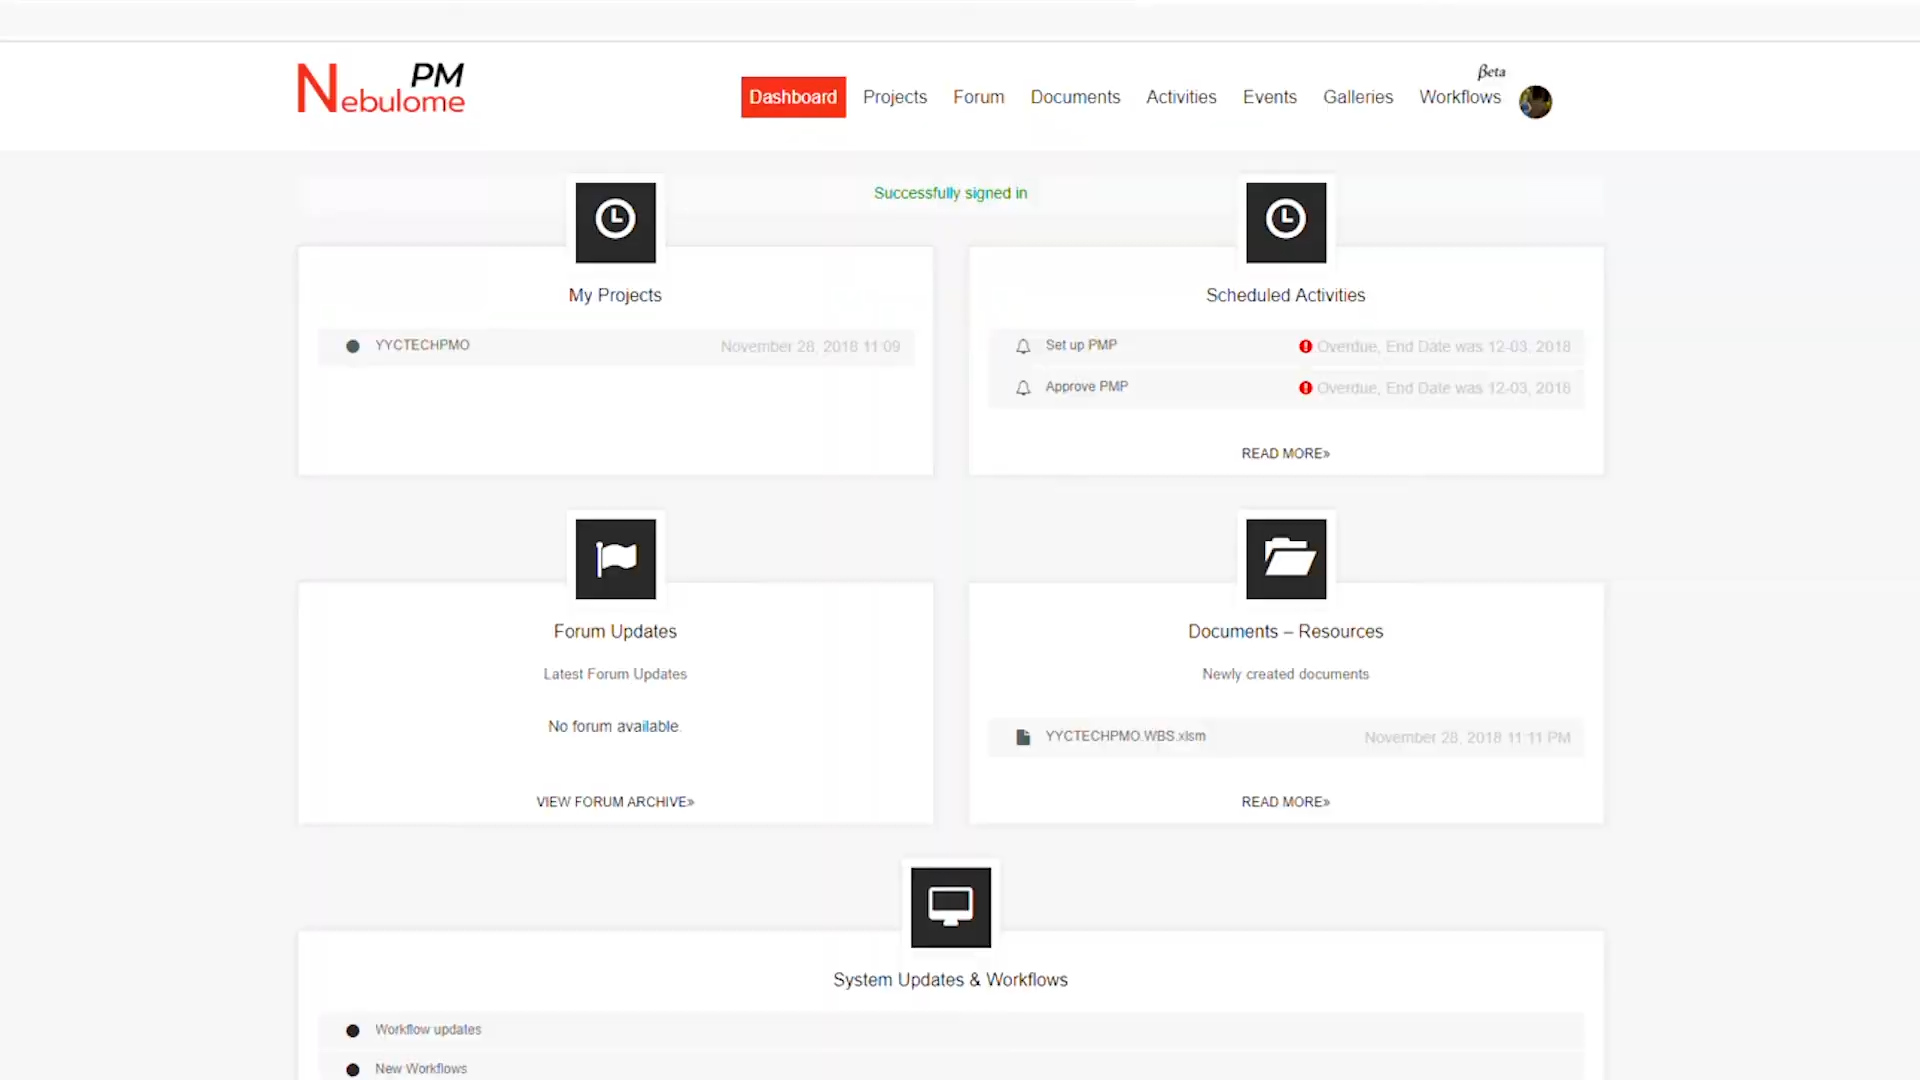 Nebulome PM
Dashboard Projects Forum Documents Activities Events Galleries Workflows βeta
Successfully signed in
My Projects
YYCTECHPMO November 28, 2018 11:09
Scheduled Activities
Set up PMP Overdue, End Date was 12-03, 2018
Approve PMP Overdue, End Date was 12-03, 2018
READ MORE»
Forum Updates
Latest Forum Updates
No forum available.
VIEW FORUM ARCHIVE»
Documents – Resources
Newly created documents
YYCTECHPMO.WBS.xlsm November 28, 2018 11:11 PM
READ MORE»
System Updates & Workflows
Workflow updates
New Workflows